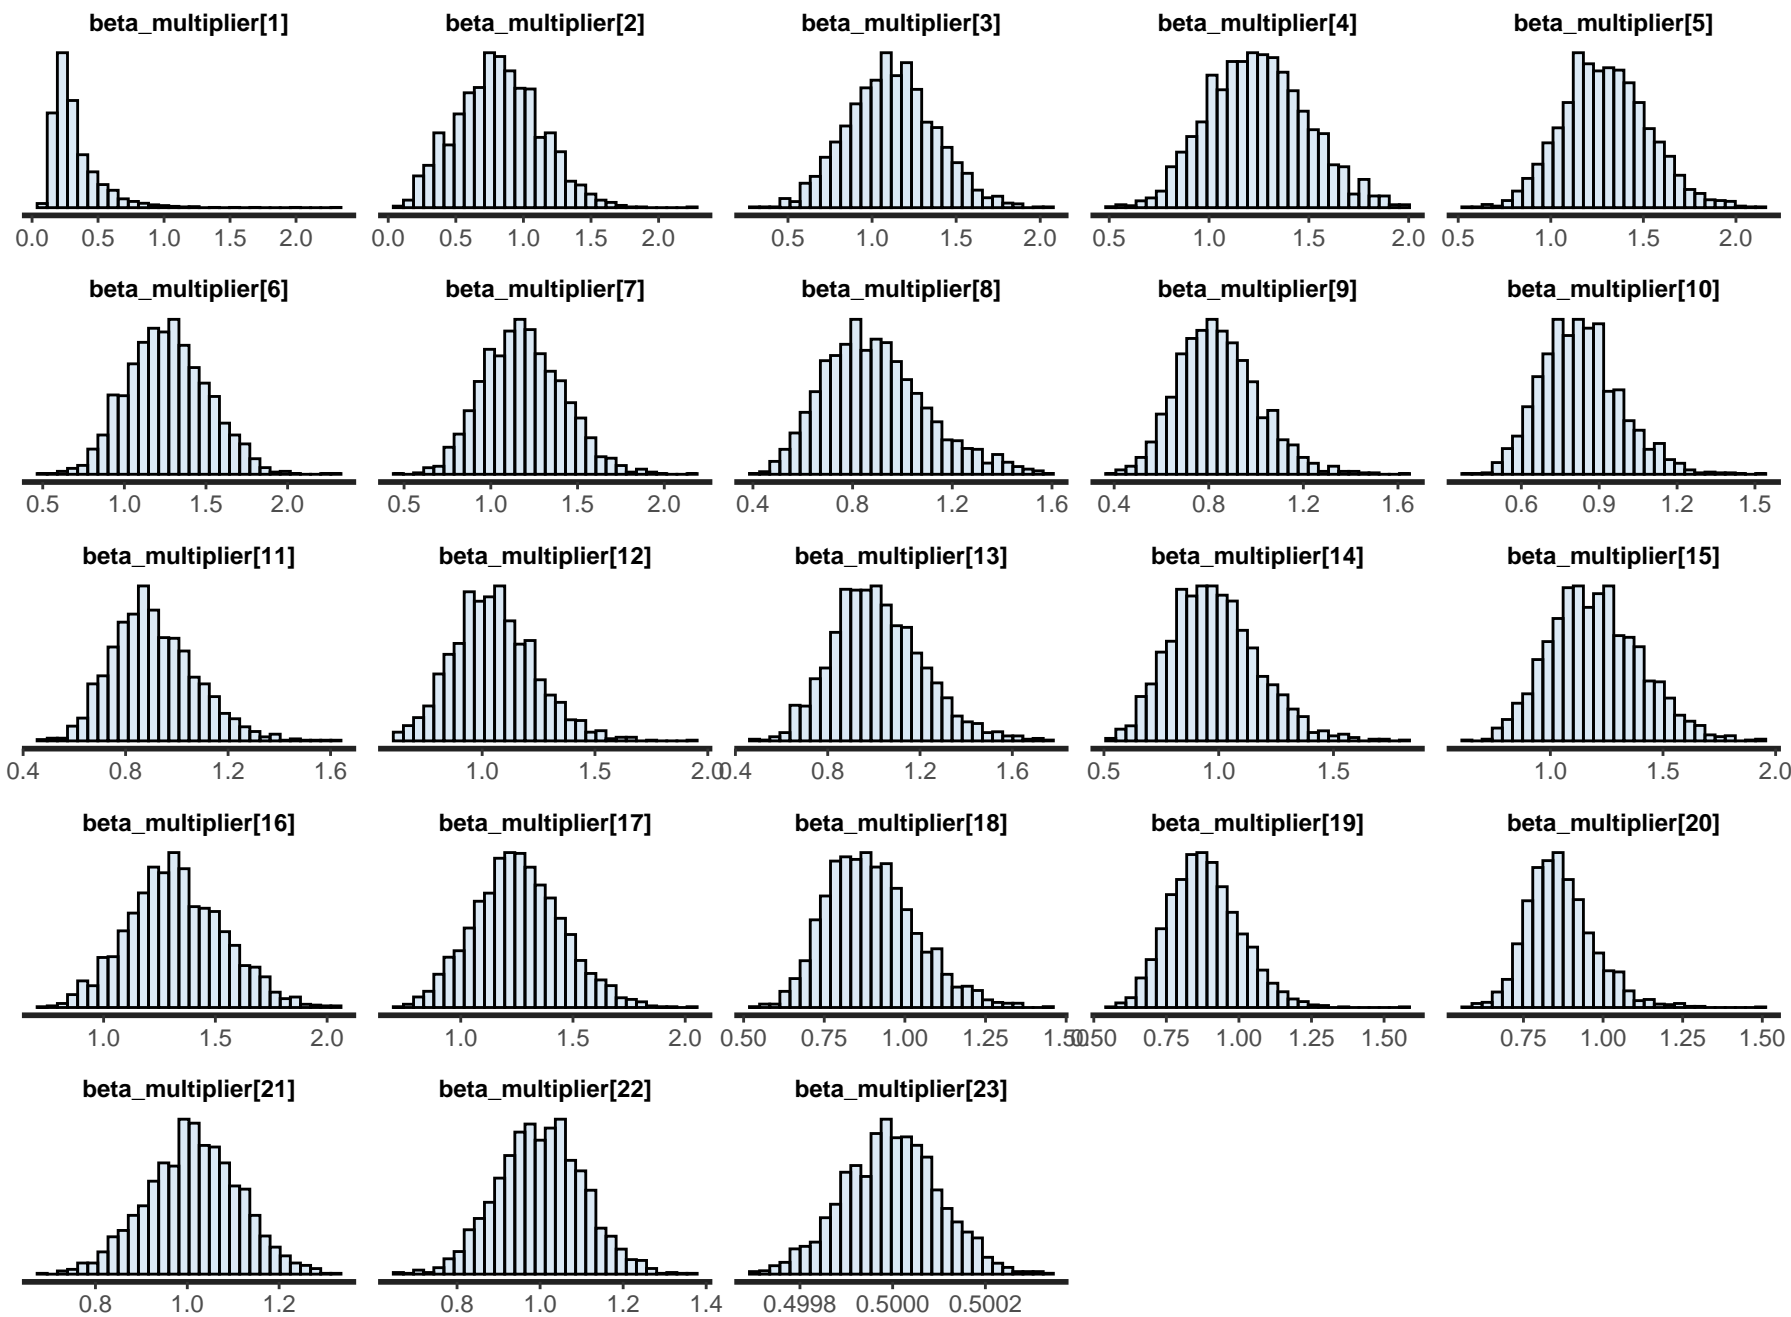 beta_multiplier[1] beta_multiplier[2] beta_multiplier[3] beta_multiplier[4] beta_multiplier[5]
0.0 0.5 1.0 1.5 2.0 0.0 0.5 1.0 1.5 2.0 0.5 1.0 1.5 2.0 0.5 1.0 1.5 2.0 0.5 1.0 1.5 2.0
beta_multiplier[6] beta_multiplier[7] beta_multiplier[8] beta_multiplier[9] beta_multiplier[10]
0.5 1.0 1.5 2.0 0.5 1.0 1.5 2.0 0.4 0.8 1.2 1.6 0.4 0.8 1.2 1.6 0.6 0.9 1.2 1.5
beta_multiplier[11] beta_multiplier[12] beta_multiplier[13] beta_multiplier[14] beta_multiplier[15]
0.4 0.8 1.2 1.6 1.0 1.5 2.0 0.4 0.8 1.2 1.6 0.5 1.0 1.5 1.0 1.5 2.0
beta_multiplier[16] beta_multiplier[17] beta_multiplier[18] beta_multiplier[19] beta_multiplier[20]
1.0 1.5 2.0 1.0 1.5 2.0 0.50 0.75 1.00 1.25 1.50 0.50 0.75 1.00 1.25 1.50 0.75 1.00 1.25 1.50
beta_multiplier[21] beta_multiplier[22] beta_multiplier[23]
0.8 1.0 1.2 0.8 1.0 1.2 1.4 0.4998 0.5000 0.5002